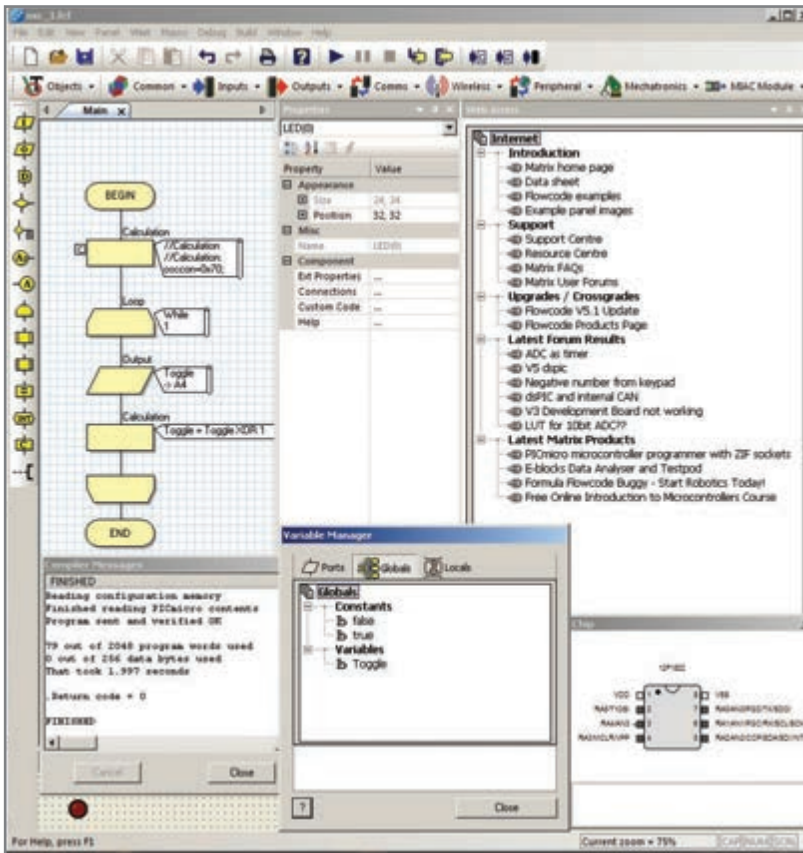 File Edit View Panel
Macro Debug Build Window Help
Objects Common Inputs Outputs Comms Wireless Peripheral Mechatronics MIAC Module
Main x
BEGIN
Calculation
//Calculation
//Calculation:
Loop
While
1
Output
Toggle
-> A4
Calculation
Toggle = Toggle XOR 1
END
Properties
LED(0)
Property Value
Appearance
Size 24, 24
Position 32, 32
Misc
Name LED(0)
Component
Ext Properties ...
Connections ...
Custom Code ...
Help ...
Internet
Introduction
Matrix home page
Data sheet
Flowcode examples
Example panel images
Support
Support Centre
Resource Centre
Matrix FAQs
Matrix User Forums
Upgrades / Crossgrades
Flowcode V5.1 Update
Flowcode Products Page
Latest Forum Results
ADC as timer
V5 dspic
Negative number from keypad
dsPIC and internal CAN
V3 Development Board not working
LUT for 10bit ADC??
Latest Matrix Products
PICmicro microcontroller programmer with ZIF sockets
E-blocks Data Analyser and Testpod
Formula Flowcode Buggy - Start Robotics Today!
Free Online Introduction to Microcontrollers Course
Compiler Messages
FINISHED
Reading configuration memory
Finished reading PICmicro contents
Program sent and verified OK
79 out of 2048 program words used
0 out of 256 data bytes used
That took 1.997 seconds
Return code = 0
FINISHED
Cancel Close
Variable Manager
Ports Globals Locals
Globals
Constants
false
true
Variables
Toggle
? Close
Chip
VDD 1 8 VSS
For Help, press F1
Current zoom = 75% CAP NUM SCRL